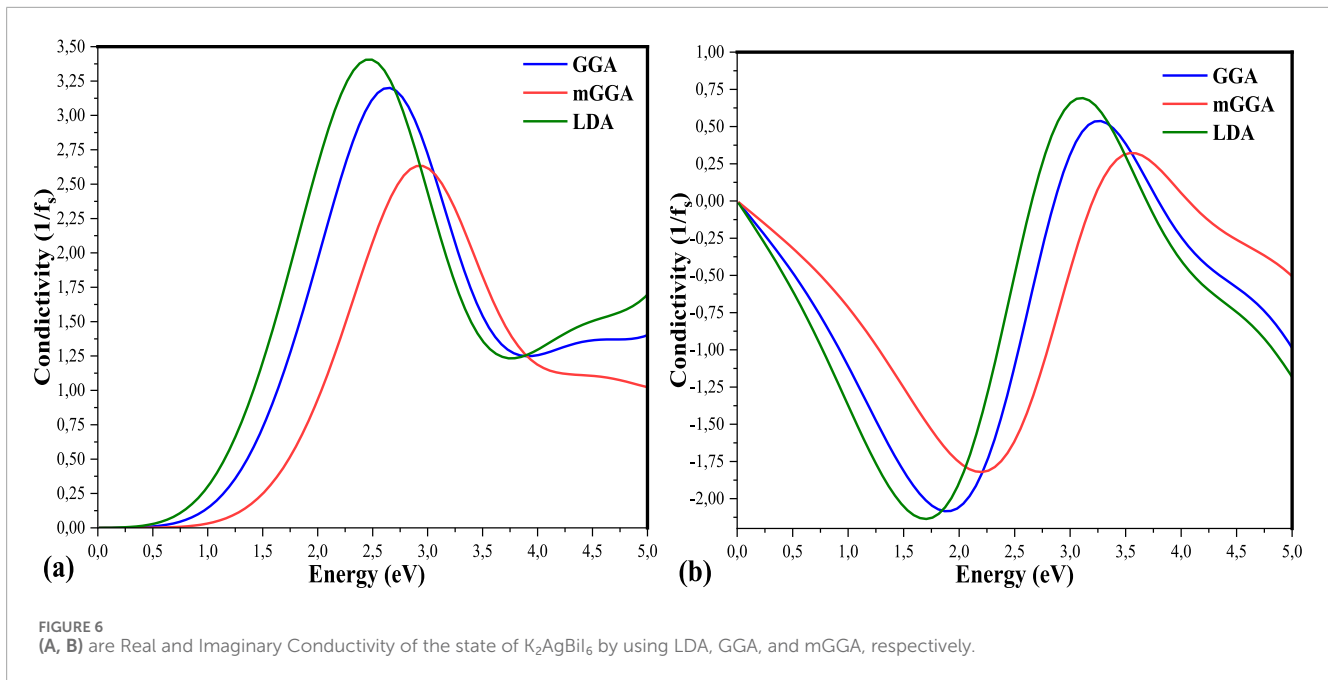 3,50
3,25
3,00
2,75
2,50
2,25
2,00
1,75
1,50
1,25
1,00
0,75
0,50
0,25
0,00
Condictivity (1/fs)
GGA
mGGA
LDA
0,0 0,5 1,0 1,5 2,0 2,5 3,0 3,5 4,0 4,5 5,0
(a)
Energy (eV)
1,00
0,75
0,50
0,25
0,00
-0,25
-0,50
-0,75
-1,00
-1,25
-1,50
-1,75
-2,00
Condictivity (1/fs)
GGA
mGGA
LDA
0,0 0,5 1,0 1,5 2,0 2,5 3,0 3,5 4,0 4,5 5,0
(b)
Energy (eV)
FIGURE 6
(A, B) are Real and Imaginary Conductivity of the state of K₂AgBiI₆ by using LDA, GGA, and mGGA, respectively.